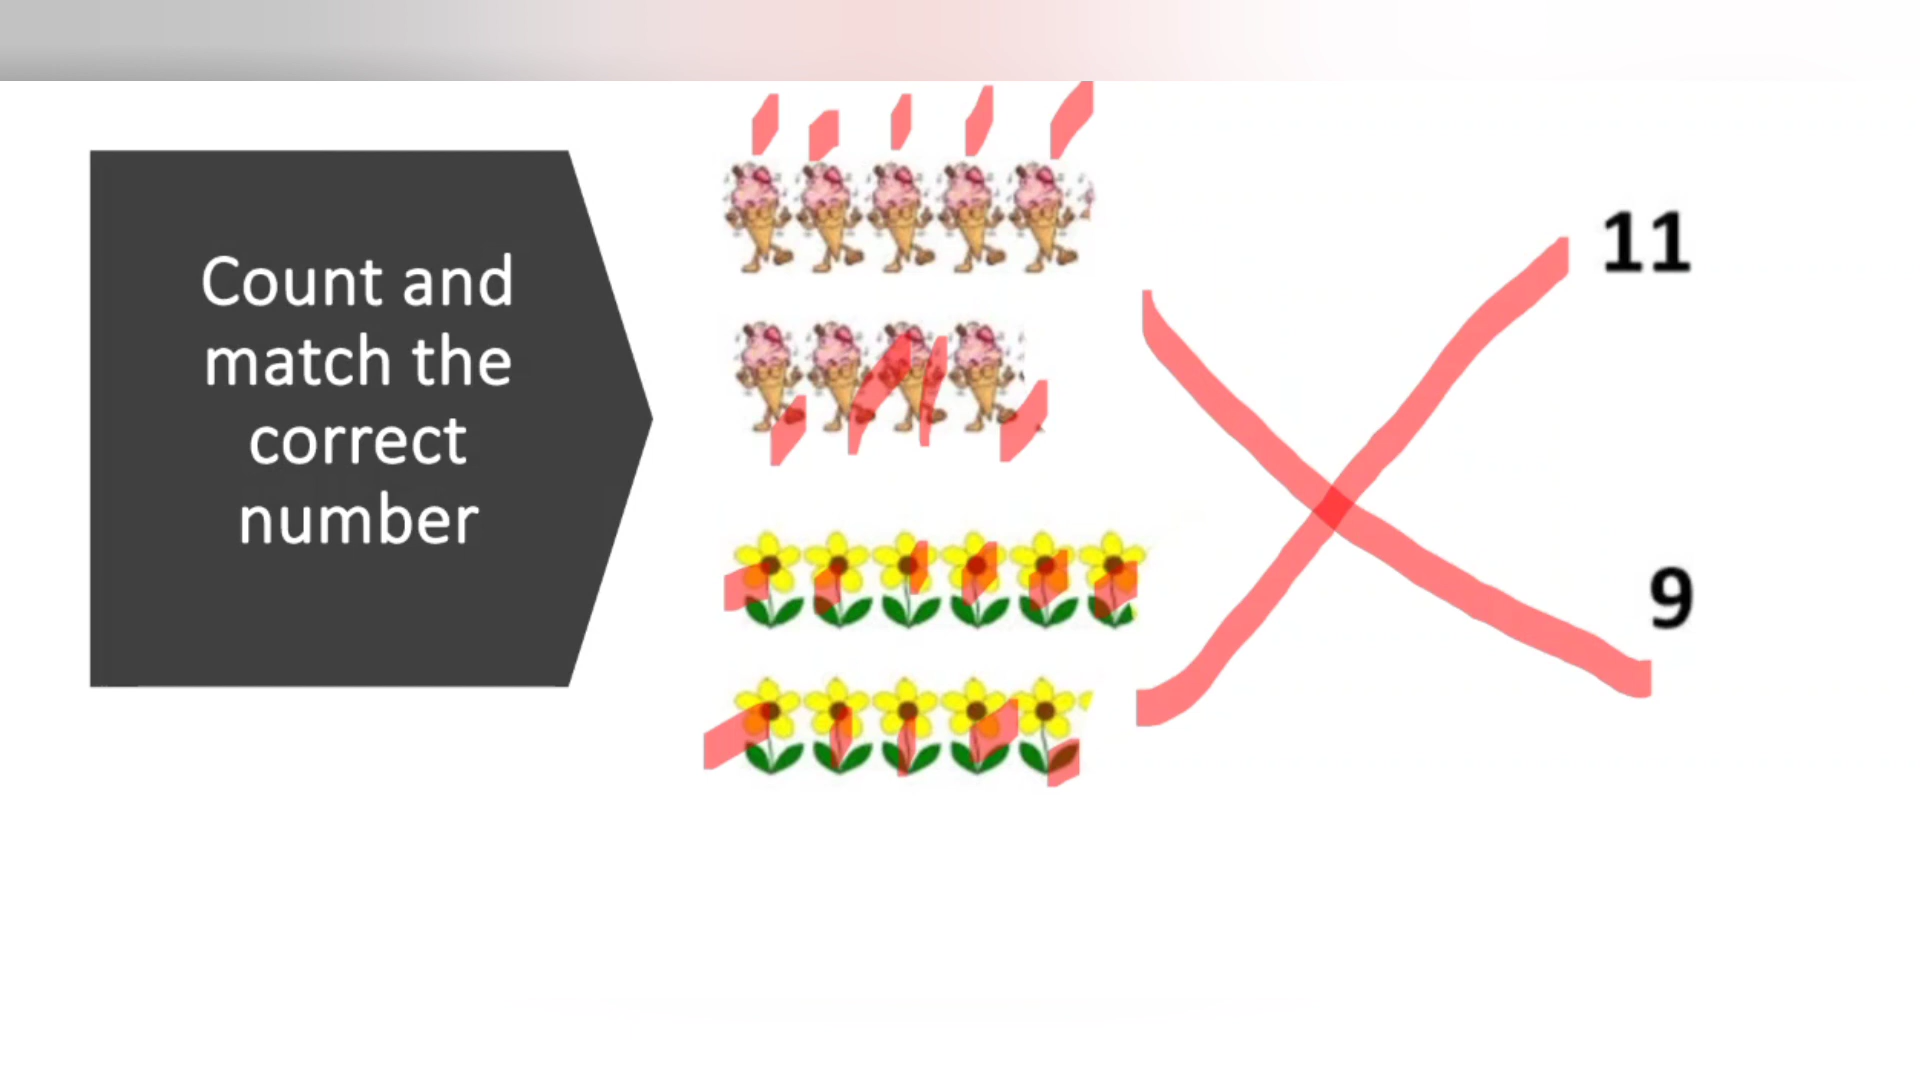 Count and
match the
correct
number
11
9